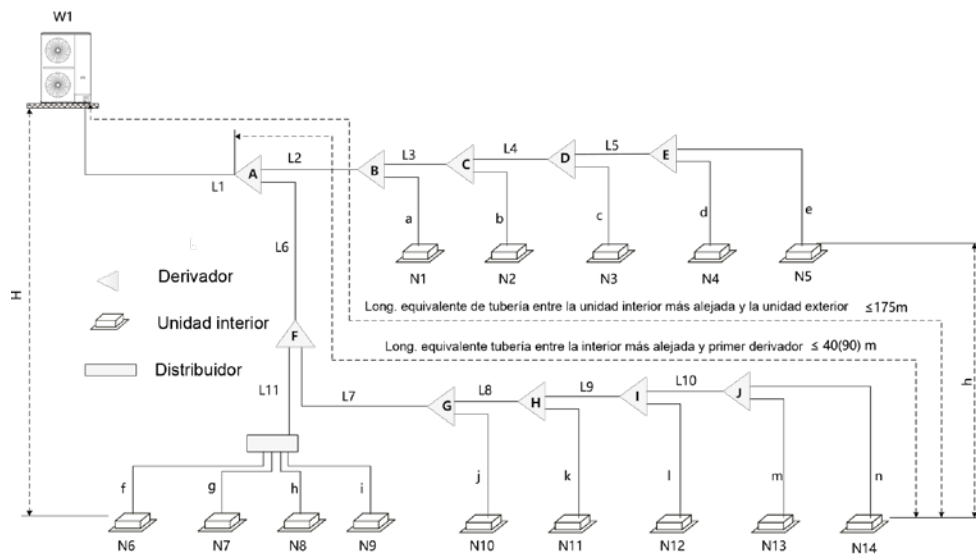 W1
L1
A
L2
B
L3
C
L4
D
L5
E
a
b
c
d
e
N1
N2
N3
N4
N5
L6
H
Derivador
Unidad interior
Distribuidor
Long. equivalente de tubería entre la unidad interior más alejada y la unidad exterior ≤175m
Long. equivalente tubería entre la interior más alejada y primer derivador ≤ 40(90) m
h
F
L11
L7
G
L8
H
L9
I
L10
J
f
g
h
i
j
k
l
m
n
N6
N7
N8
N9
N10
N11
N12
N13
N14